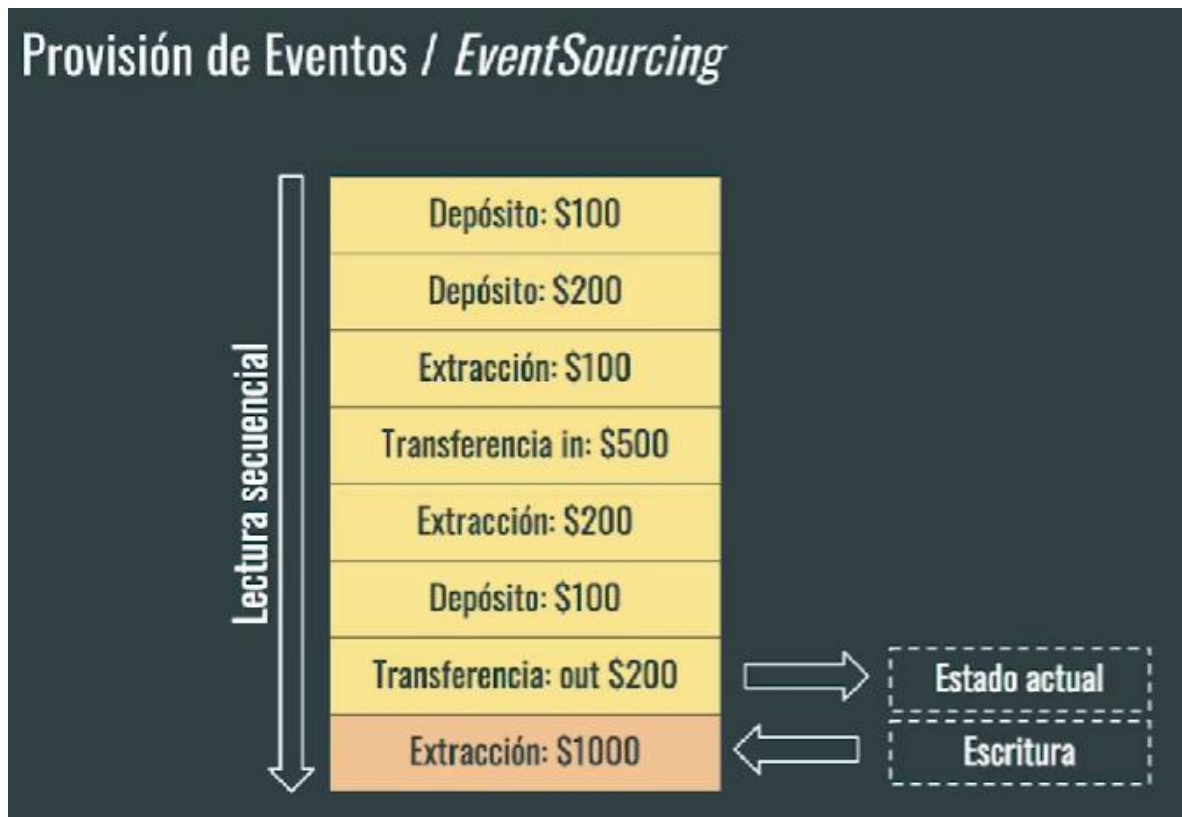 Provisión de Eventos / EventSourcing
Lectura secuencial
Depósito: $100
Depósito: $200
Extracción: $100
Transferencia in: $500
Extracción: $200
Depósito: $100
Transferencia: out $200
Estado actual
Extracción: $1000
Escritura